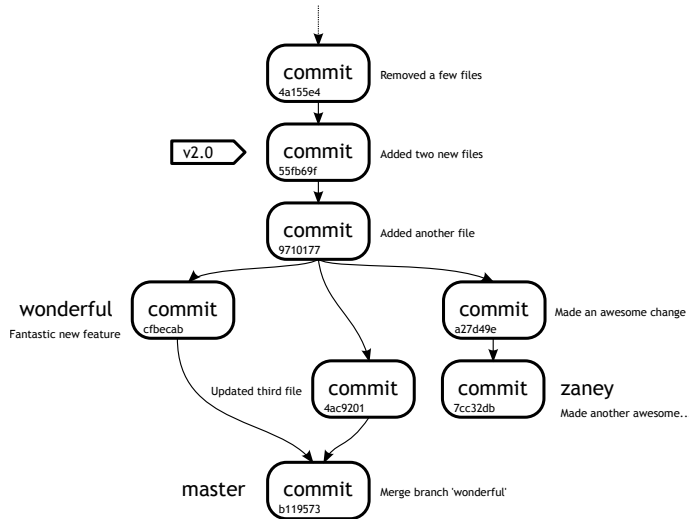 commit
4a155e4
Removed a few files
v2.0
commit
55fb69f
Added two new files
commit
9710177
Added another file
wonderful
Fantastic new feature
commit
cfbecab
commit
a27d49e
Made an awesome change
Updated third file
commit
4ac9201
commit
7cc32db
zaney
Made another awesome..
master
commit
b119573
Merge branch 'wonderful'